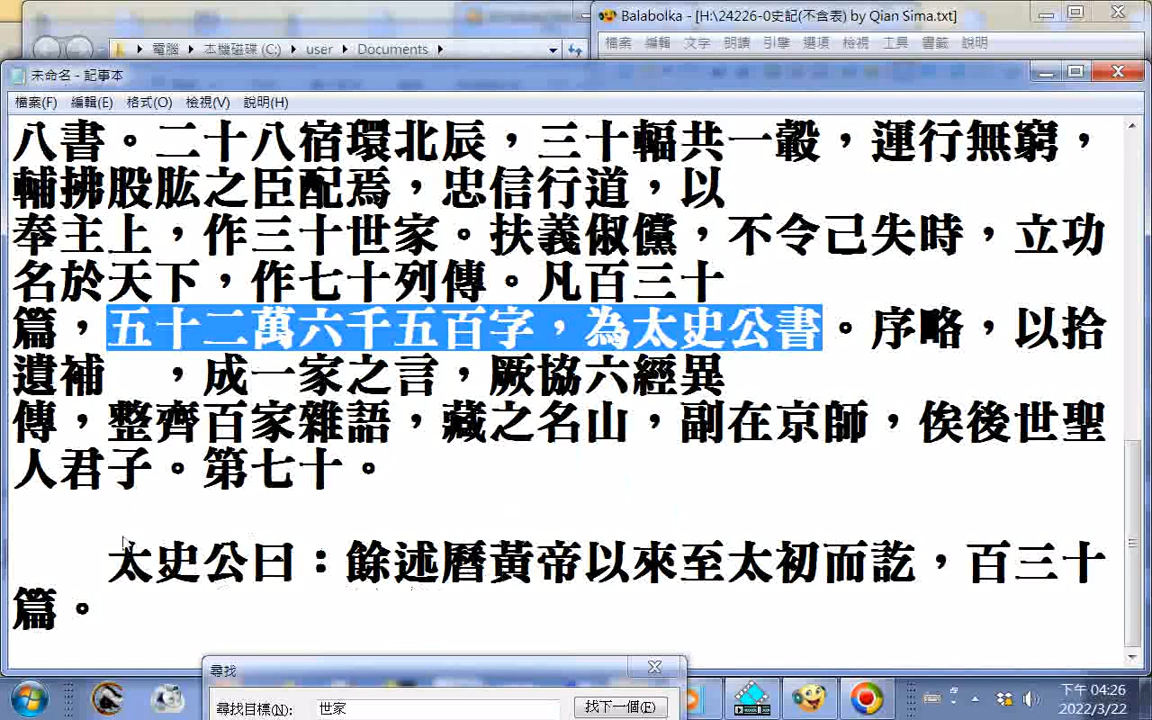 Balabolka - [H:\24226-0史記(不含表) by Qian Sima.txt]
電腦 ▸ 本機磁碟 (C:) ▸ user ▸ Documents ▸
檔案 編輯 文字 朗讀 引擎 選項 檢視 工具 書籤 說明
未命名 - 記事本
檔案(F) 編輯(E) 格式(O) 檢視(V) 說明(H)
八書。二十八宿環北辰，三十輻共一轂，運行無窮，
輔拂股肱之臣配焉，忠信行道，以
奉主上，作三十世家。扶義俶儻，不令己失時，立功
名於天下，作七十列傳。凡百三十
篇，五十二萬六千五百字，為太史公書。序略，以拾
遺補　，成一家之言，厥協六經異
傳，整齊百家雜語，藏之名山，副在京師，俟後世聖
人君子。第七十。
太史公曰：餘述曆黃帝以來至太初而訖，百三十
篇。
尋找
尋找目標(N): 世家 找下一個(E)
下午 04:26
2022/3/22